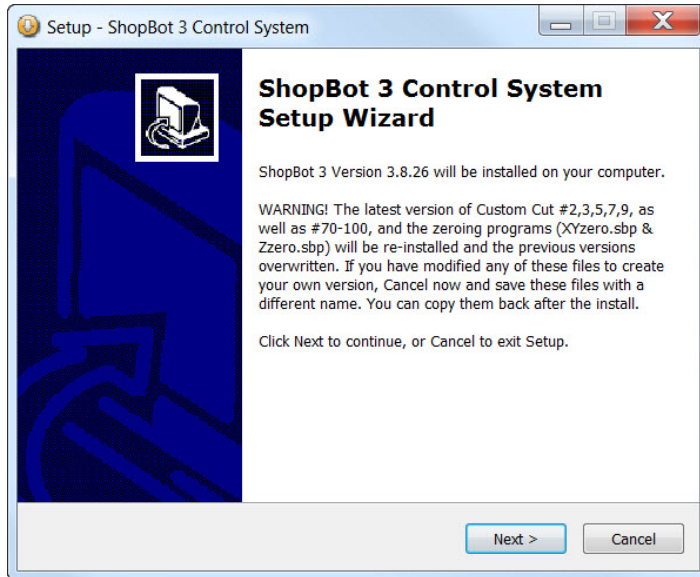 Setup - ShopBot 3 Control System
ShopBot 3 Control System
Setup Wizard
ShopBot 3 Version 3.8.26 will be installed on your computer.
WARNING! The latest version of Custom Cut #2,3,5,7,9, as
well as #70-100, and the zeroing programs (XYzero.sbp &
Zzero.sbp) will be re-installed and the previous versions
overwritten. If you have modified any of these files to create
your own version, Cancel now and save these files with a
different name. You can copy them back after the install.
Click Next to continue, or Cancel to exit Setup.
Next >
Cancel